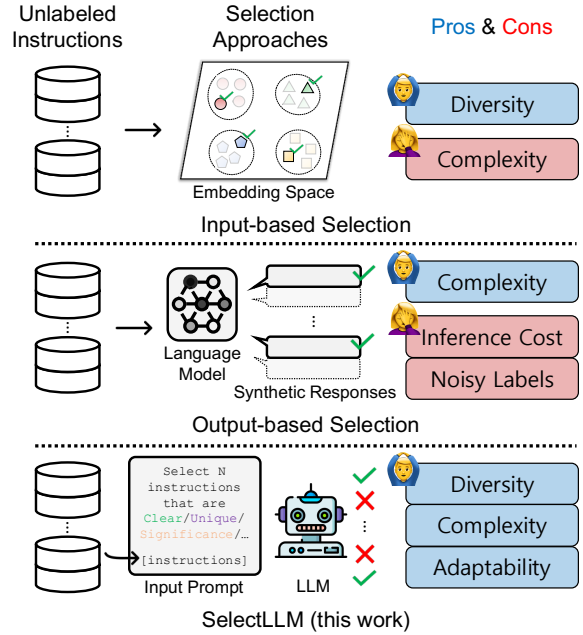 Unlabeled
Instructions
Selection
Approaches
Pros & Cons
Embedding Space
Diversity
Complexity
Input-based Selection
Language
Model
Synthetic Responses
Complexity
Inference Cost
Noisy Labels
Output-based Selection
Select N
instructions
that are
Clear/Unique/
Significance/…
[instructions]
Input Prompt
LLM
Diversity
Complexity
Adaptability
SelectLLM (this work)